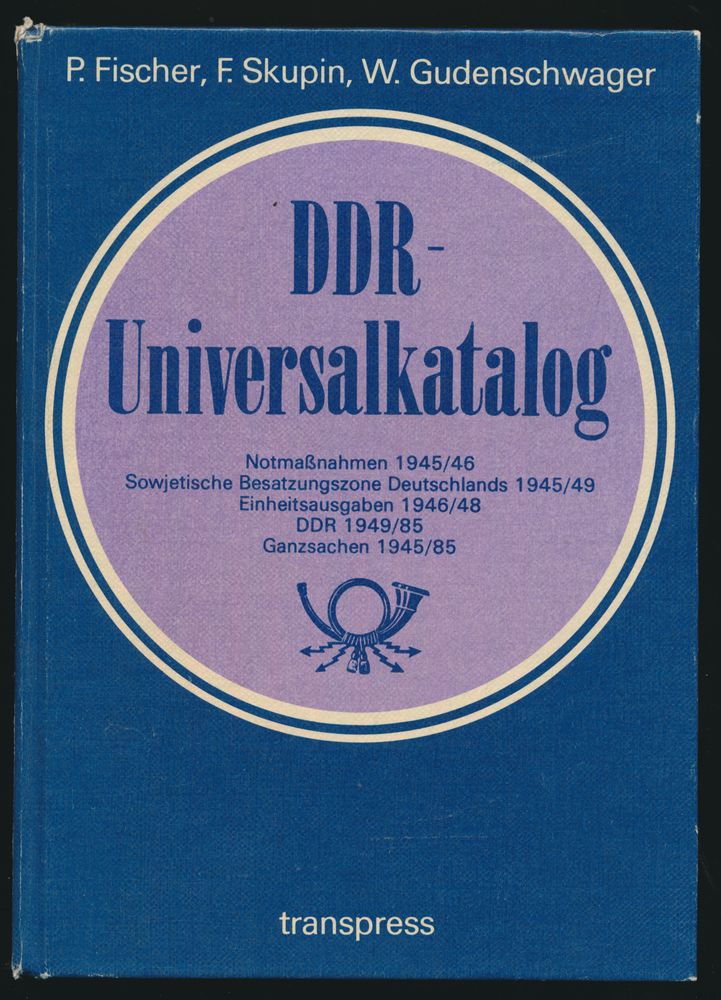 P. Fischer, F. Skupin, W. Gudenschwager
DDR-
Universalkatalog
Notmaßnahmen 1945/46
Sowjetische Besatzungszone Deutschlands 1945/49
Einheitsausgaben 1946/48
DDR 1949/85
Ganzsachen 1945/85
transpress